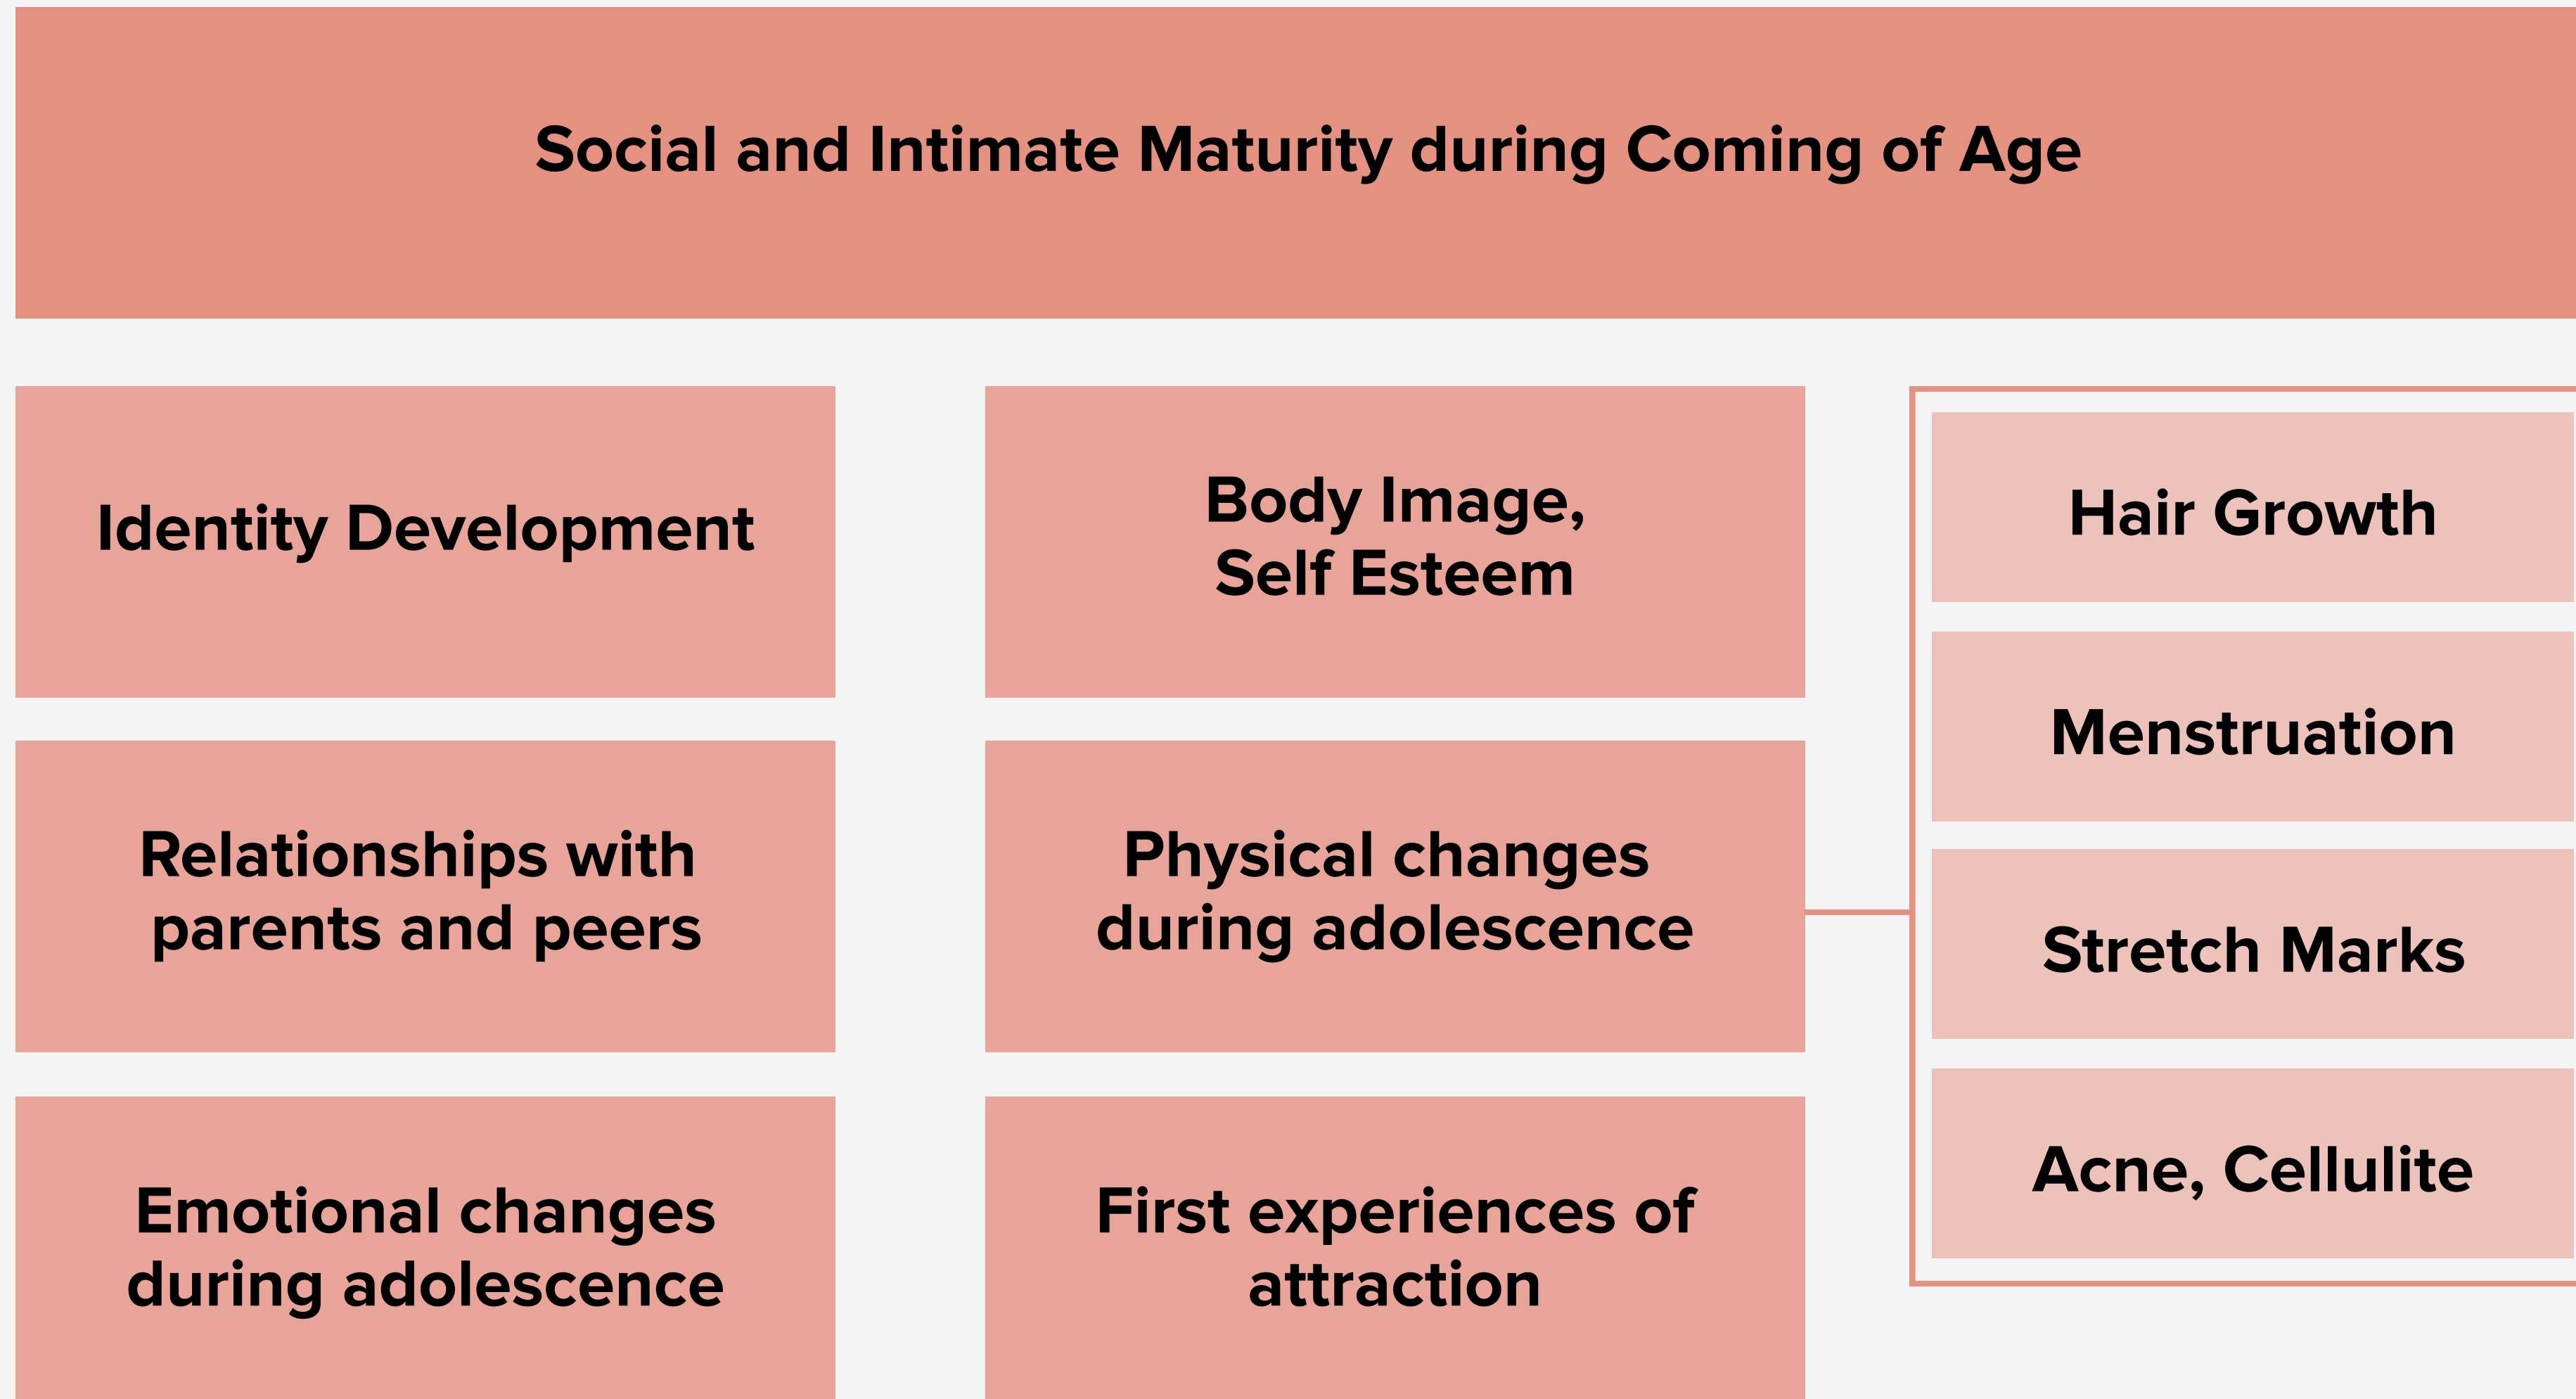 Social and Intimate Maturity during Coming of Age
Identity Development
Body Image,
Self Esteem
Relationships with
parents and peers
Physical changes
during adolescence
Emotional changes
during adolescence
First experiences of
attraction
Hair Growth
Menstruation
Stretch Marks
Acne, Cellulite